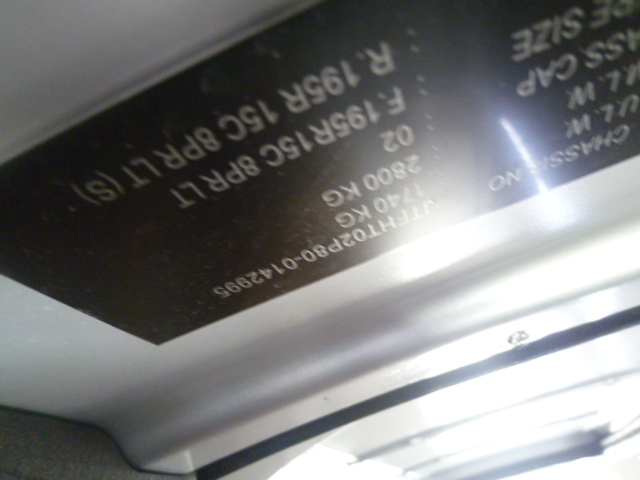 CHASSIS NO : JTFHT02P80-0142995
U.L.W. : 1740 KG
M.L.W. : 2800 KG
PASS. CAP : 02
RE SIZE : F.195R15C 8PR LT
R.195R 15C 8PR LT (S)